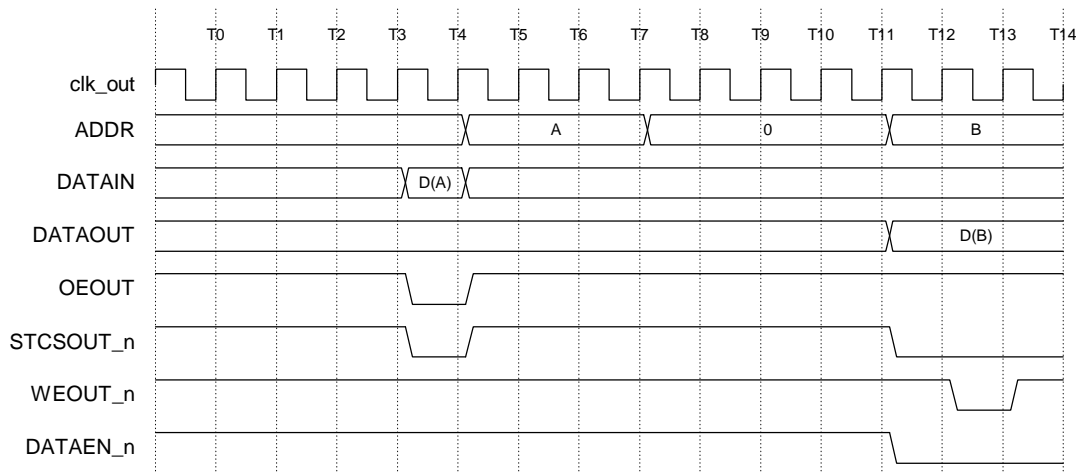 T0 T1 T2 T3 T4 T5 T6 T7 T8 T9 T10 T11 T12 T13 T14
clk_out
ADDR A 0 B
DATAIN D(A)
DATAOUT D(B)
OEOUT
STCSOUT_n
WEOUT_n
DATAEN_n